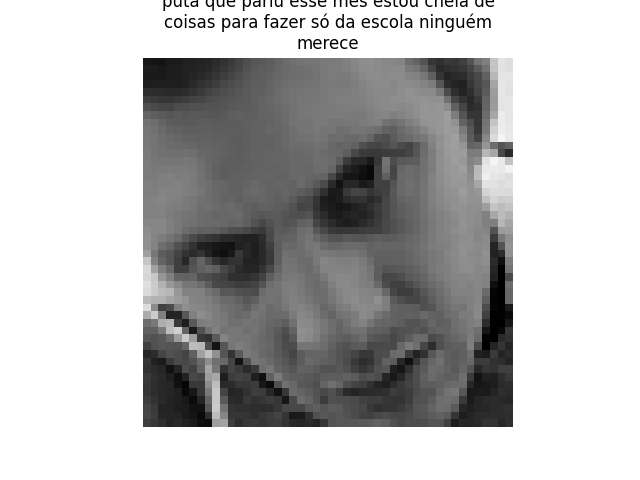 puta que pariu esse mês estou cheia de
coisas para fazer só da escola ninguém
merece